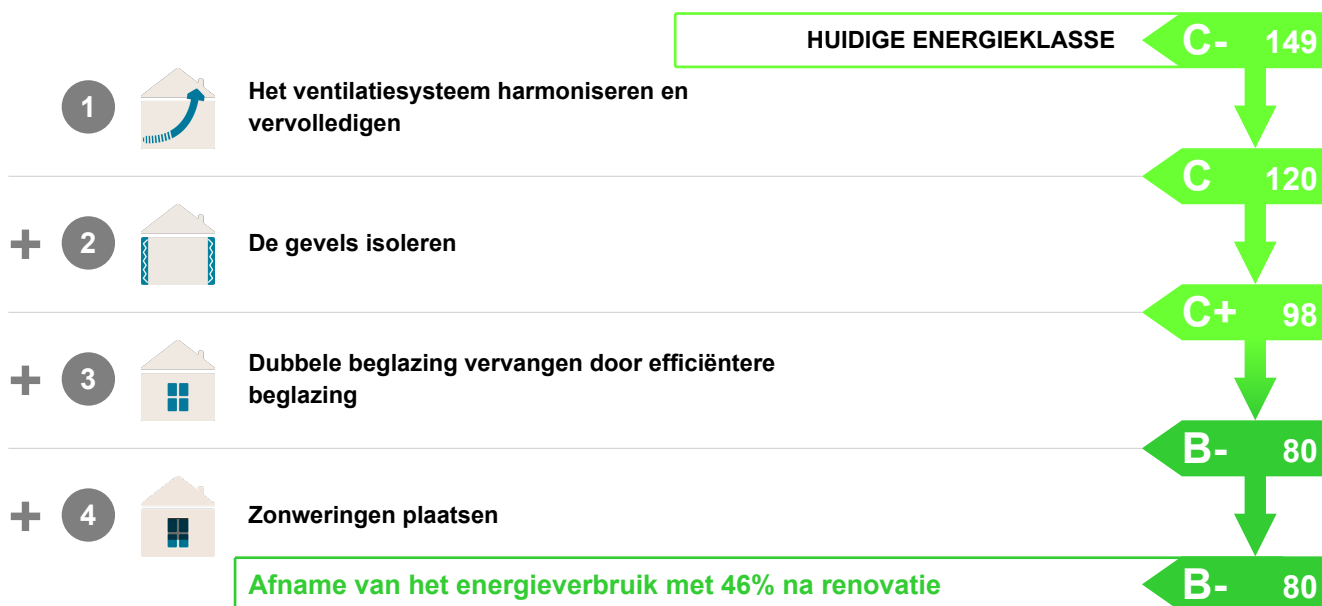 HUIDIGE ENERGIEKLASSE C- 149
1 Het ventilatiesysteem harmoniseren en
vervolledigen
C 120
+ 2 De gevels isoleren
C+ 98
+ 3 Dubbele beglazing vervangen door efficiëntere
beglazing
B- 80
+ 4 Zonweringen plaatsen
Afname van het energieverbruik met 46% na renovatie B- 80